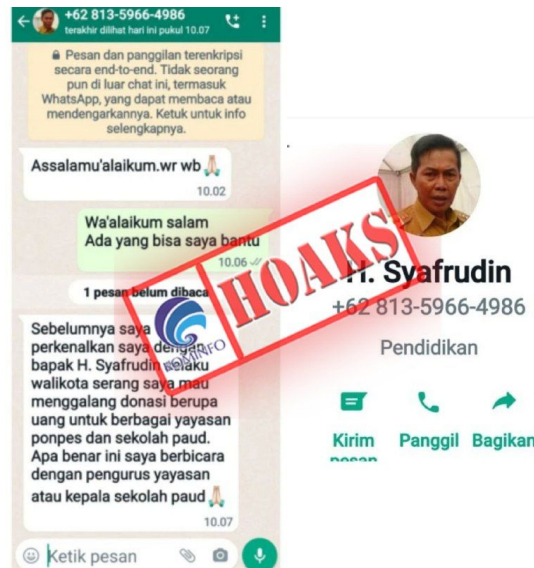 +62 813-5966-4986
terakhir dilihat hari ini pukul 10.07
Pesan dan panggilan terenkripsi
secara end-to-end. Tidak seorang
pun di luar chat ini, termasuk
WhatsApp, yang dapat membaca atau
mendengarkannya. Ketuk untuk info
selengkapnya.
Assalamu'alaikum.wr wb
10.02
Wa'alaikum salam
Ada yang bisa saya bantu
10.06
1 pesan belum dibaca
Sebelumnya saya
perkenalkan saya dengan
bapak H. Syafrudin selaku
walikota serang saya mau
menggalang donasi berupa
uang untuk berbagai yayasan
ponpes dan sekolah paud.
Apa benar ini saya berbicara
dengan pengurus yayasan
atau kepala sekolah paud
10.07
Ketik pesan
KOMINFO
HOAKS
H. Syafrudin
+62 813-5966-4986
Pendidikan
Kirim
pesan
Panggil
Bagikan